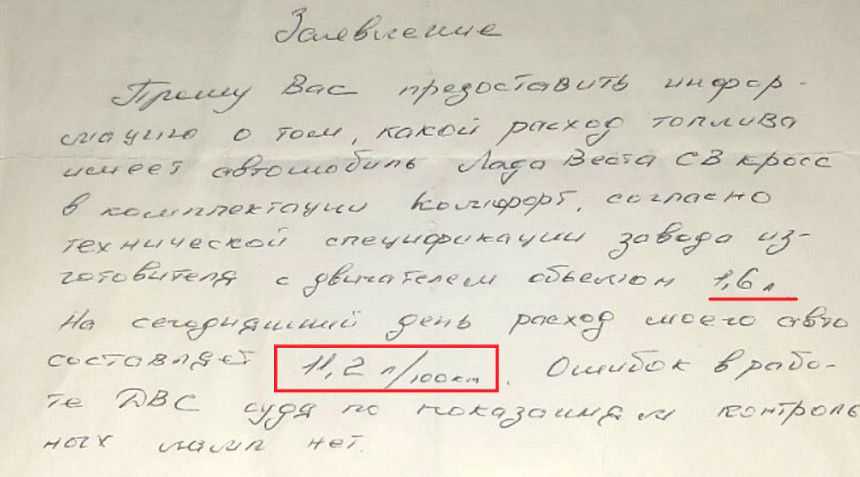 Заявление
Прошу Вас предоставить инфор-
мацию о том, какой расход топлива
имеет автомобиль Лада Веста СВ кросс
в комплектации Комфорт, согласно
технической спецификации завода из-
готовителя с двигателем объемом 1,6 л
На сегодняшний день расход моего авто
составляет 11,2 л/100км. Ошибок в рабо-
те ДВС судя по показаниям контроль
ных ламп нет.